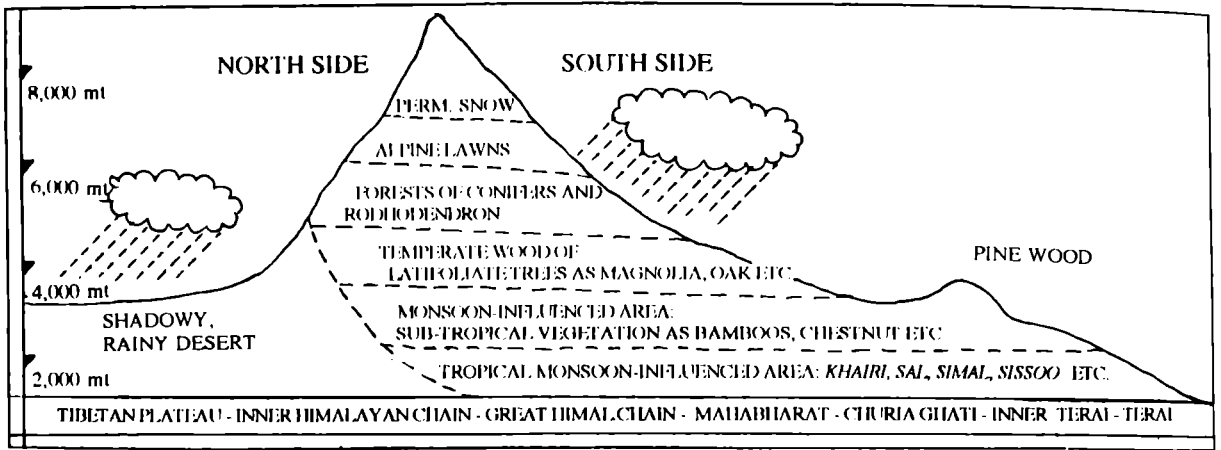 NORTH SIDE
SOUTH SIDE
8,000 mt
PERM. SNOW
ALPINE LAWNS
6,000 mt
FORESTS OF CONIFERS AND
RODHODENDRON
TEMPERATE WOOD OF
LATIFOLIATE TREES AS MAGNOLIA, OAK ETC
PINE WOOD
4,000 mt
SHADOWY,
RAINY DESERT
MONSOON-INFLUENCED AREA:
SUB-TROPICAL VEGETATION AS BAMBOOS, CHESTNUT ETC
2,000 mt
TROPICAL MONSOON-INFLUENCED AREA: KHAIRI, SAL, SIMAL, SISSOO ETC.
TIBETAN PLATEAU - INNER HIMALAYAN CHAIN - GREAT HIMAL CHAIN - MAHABHARAT - CHURIA GHATI - INNER TERAI - TERAI